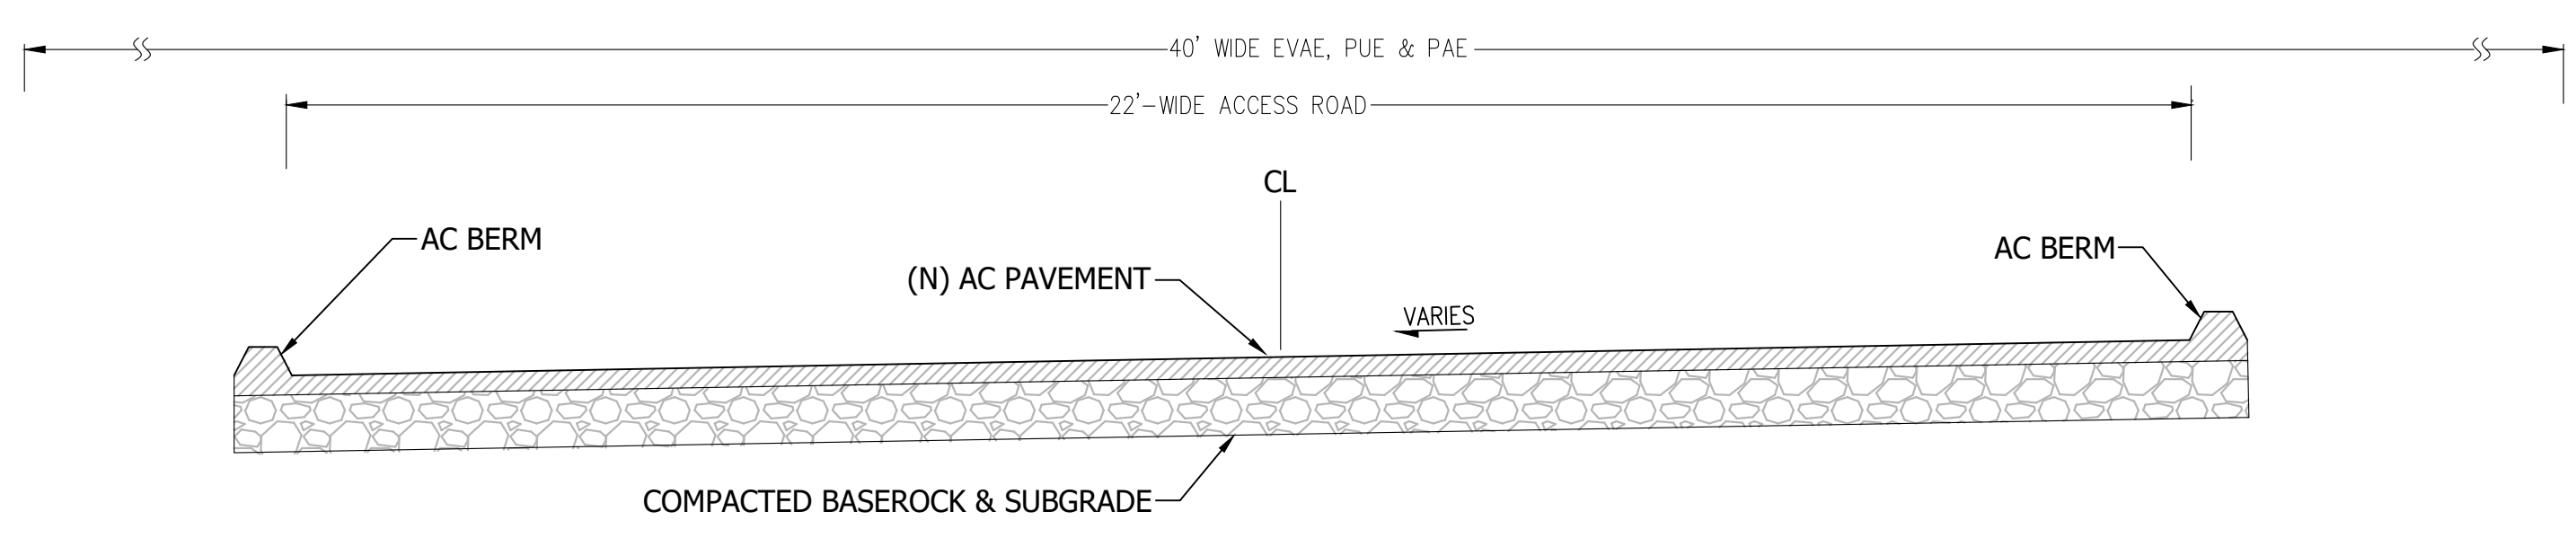 40' WIDE EVAE, PUE & PAE
22'-WIDE ACCESS ROAD
CL
AC BERM
AC BERM
(N) AC PAVEMENT
VARIES
COMPACTED BASEROCK & SUBGRADE